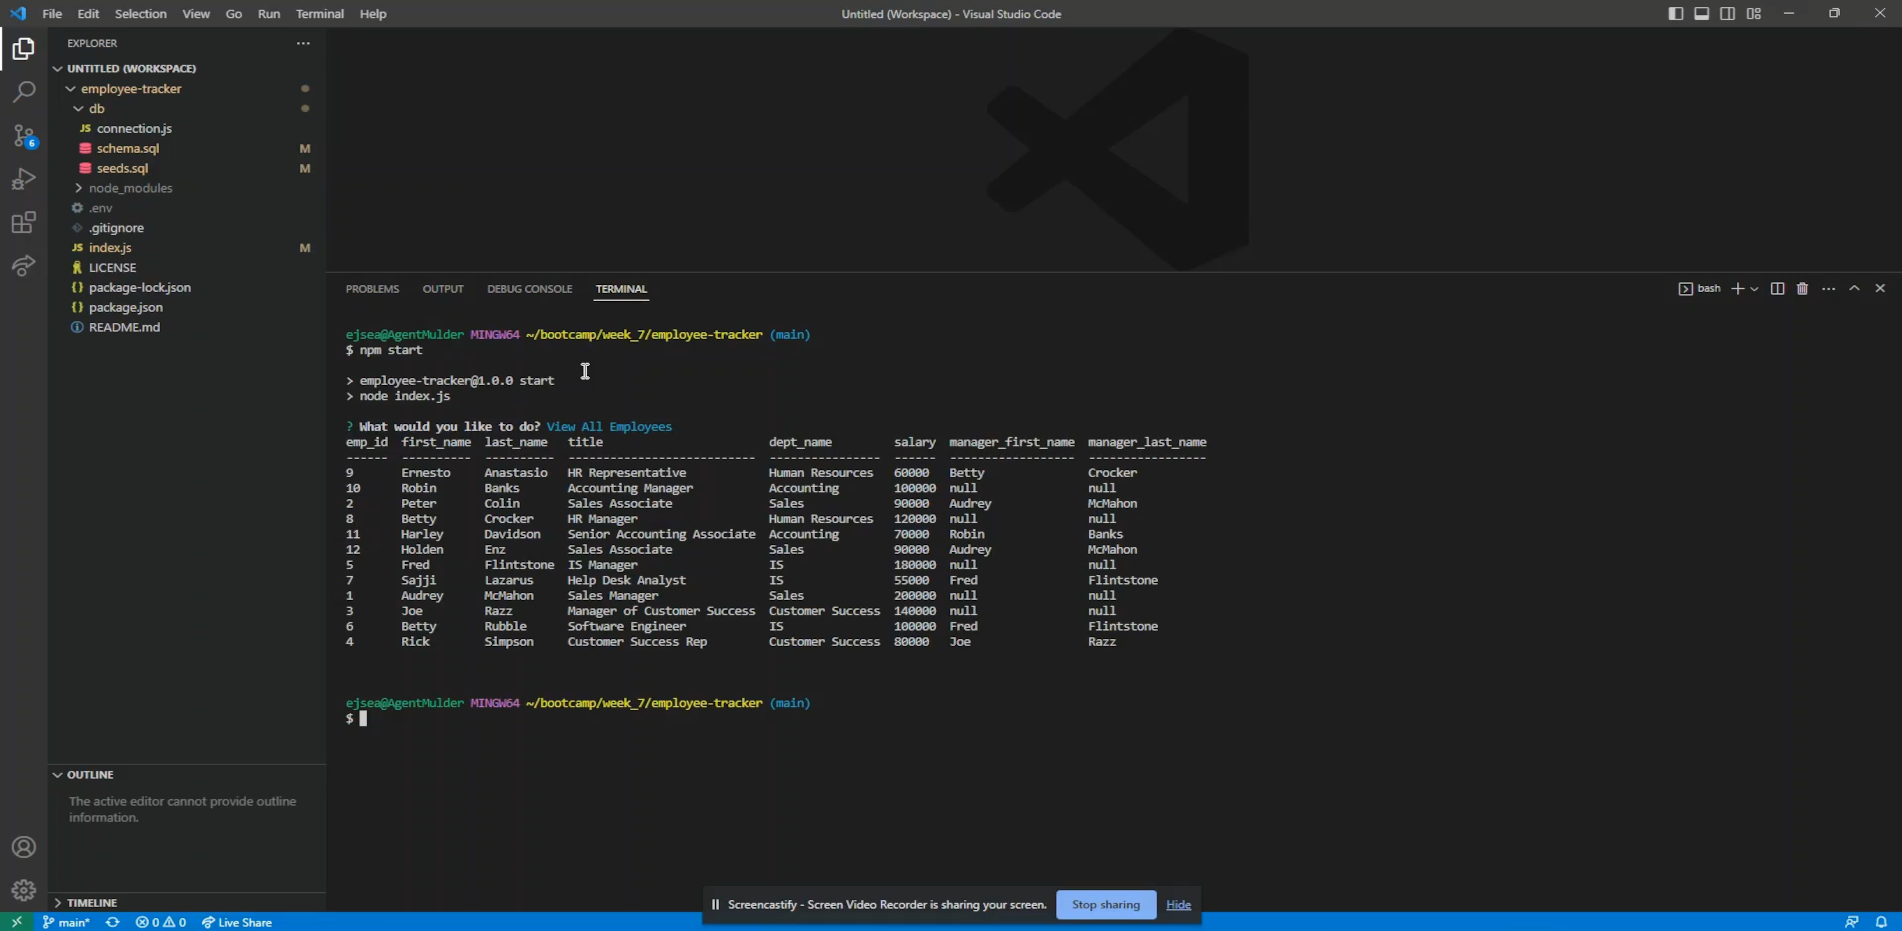 File Edit Selection View Go Run Terminal Help
Untitled (Workspace) - Visual Studio Code
EXPLORER
UNTITLED (WORKSPACE)
employee-tracker
db
JS connection.js
schema.sql M
seeds.sql M
node_modules
.env
.gitignore
JS index.js M
LICENSE
{} package-lock.json
{} package.json
README.md
6
OUTLINE
The active editor cannot provide outline
information.
TIMELINE
PROBLEMS OUTPUT DEBUG CONSOLE TERMINAL
bash
ejsea@AgentMulder MINGW64 ~/bootcamp/week_7/employee-tracker (main)
$ npm start
> employee-tracker@1.0.0 start
> node index.js
? What would you like to do? View All Employees
emp_id first_name last_name title dept_name salary manager_first_name manager_last_name
------ ---------- ---------- --------------------------- ---------------- ------ ------------------ -----------------
9 Ernesto Anastasio HR Representative Human Resources 60000 Betty Crocker
10 Robin Banks Accounting Manager Accounting 100000 null null
2 Peter Colin Sales Associate Sales 90000 Audrey McMahon
8 Betty Crocker HR Manager Human Resources 120000 null null
11 Harley Davidson Senior Accounting Associate Accounting 70000 Robin Banks
12 Holden Enz Sales Associate Sales 90000 Audrey McMahon
5 Fred Flintstone IS Manager IS 180000 null null
7 Sajji Lazarus Help Desk Analyst IS 55000 Fred Flintstone
1 Audrey McMahon Sales Manager Sales 200000 null null
3 Joe Razz Manager of Customer Success Customer Success 140000 null null
6 Betty Rubble Software Engineer IS 100000 Fred Flintstone
4 Rick Simpson Customer Success Rep Customer Success 80000 Joe Razz
ejsea@AgentMulder MINGW64 ~/bootcamp/week_7/employee-tracker (main)
$
Screencastify - Screen Video Recorder is sharing your screen. Stop sharing Hide
main* 0 0 Live Share